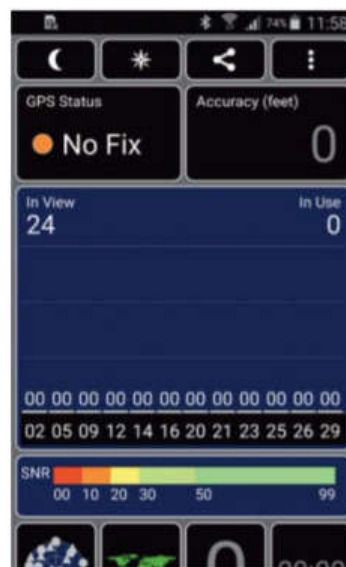 74% 11:58
GPS Status Accuracy (feet)
No Fix 0
In View In Use
24 0
00 00 00 00 00 00 00 00 00 00 00 00
02 05 09 12 14 16 20 21 23 25 26 29
SNR
00 10 20 30 50 99
0